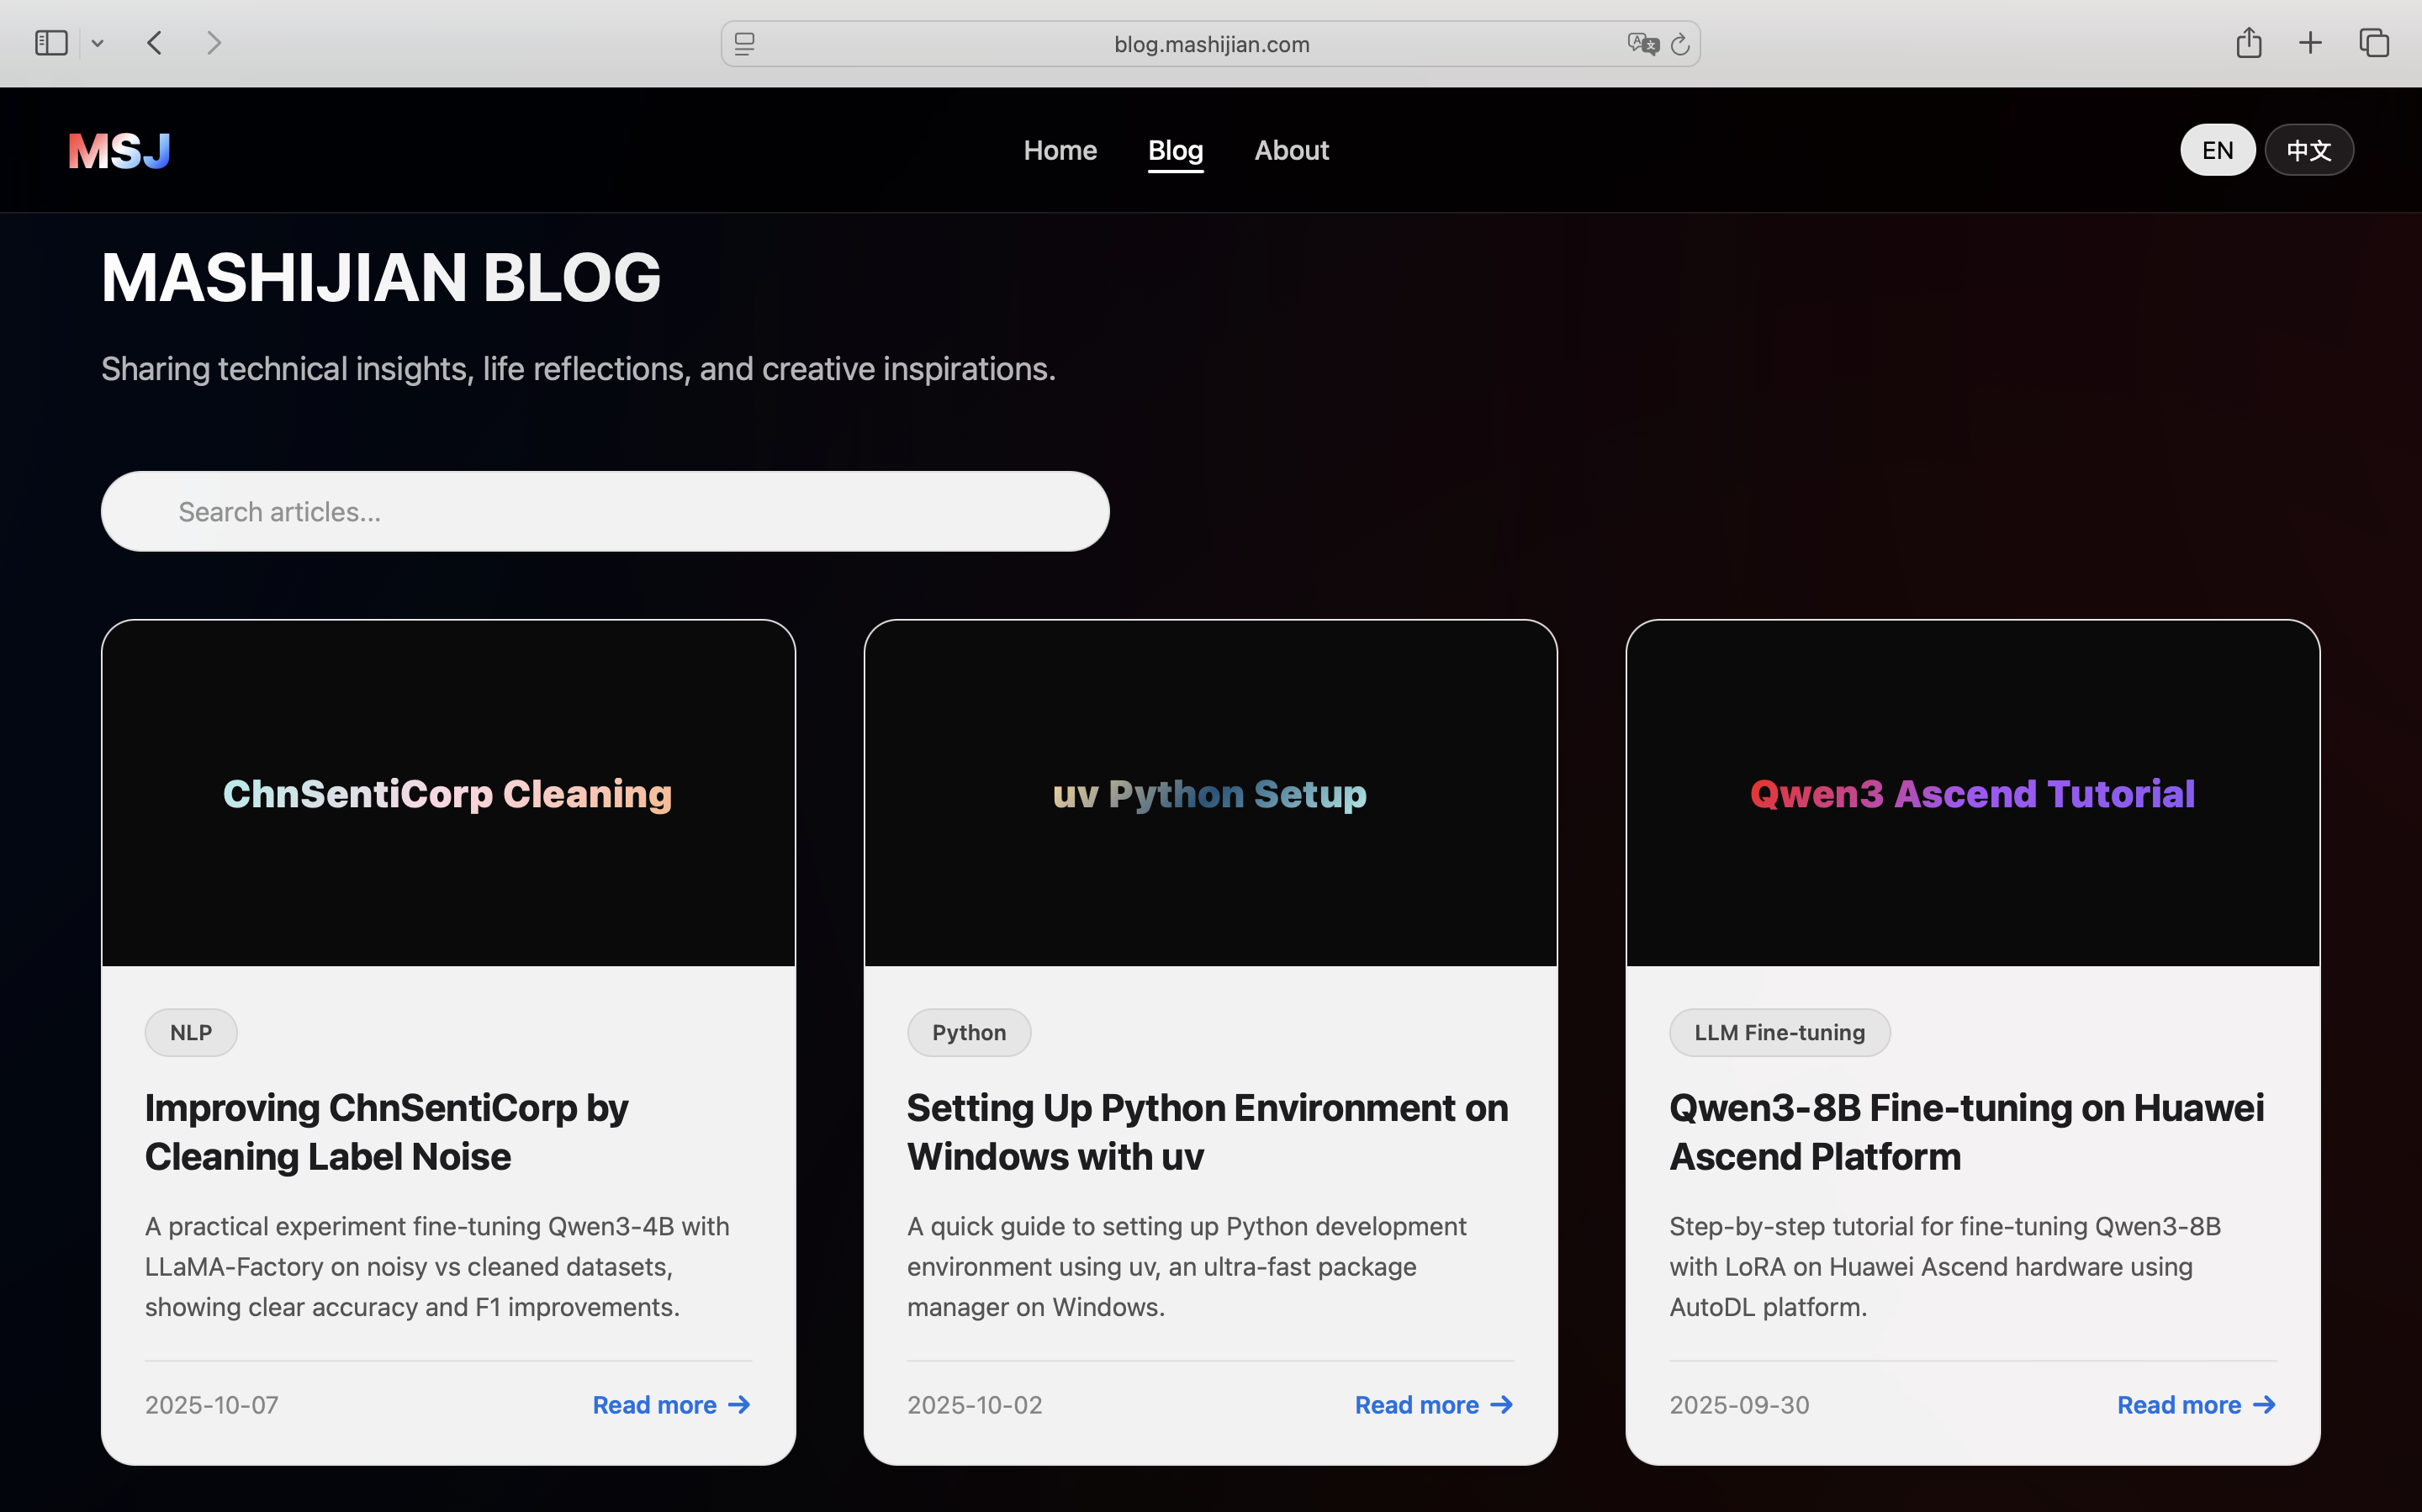 blog.mashijian.com
MSJ
Home Blog About
EN 中文
MASHIJIAN BLOG
Sharing technical insights, life reflections, and creative inspirations.
Search articles...
ChnSentiCorp Cleaning
NLP
Improving ChnSentiCorp by
Cleaning Label Noise
A practical experiment fine-tuning Qwen3-4B with
LLaMA-Factory on noisy vs cleaned datasets,
showing clear accuracy and F1 improvements.
2025-10-07 Read more →
uv Python Setup
Python
Setting Up Python Environment on
Windows with uv
A quick guide to setting up Python development
environment using uv, an ultra-fast package
manager on Windows.
2025-10-02 Read more →
Qwen3 Ascend Tutorial
LLM Fine-tuning
Qwen3-8B Fine-tuning on Huawei
Ascend Platform
Step-by-step tutorial for fine-tuning Qwen3-8B
with LoRA on Huawei Ascend hardware using
AutoDL platform.
2025-09-30 Read more →